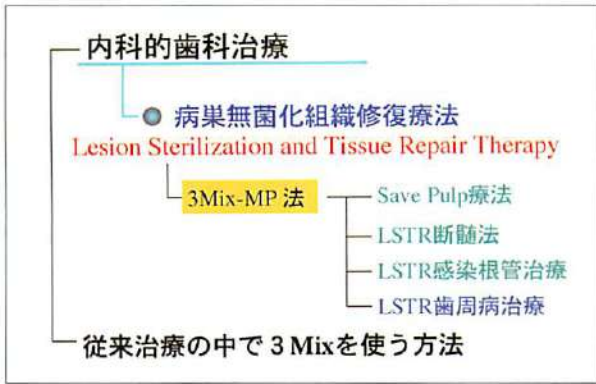 内科的歯科治療
病巣無菌化組織修復療法
Lesion Sterilization and Tissue Repair Therapy
3Mix-MP 法
Save Pulp療法
LSTR断髄法
LSTR感染根管治療
LSTR歯周病治療
従来治療の中で 3 Mixを使う方法